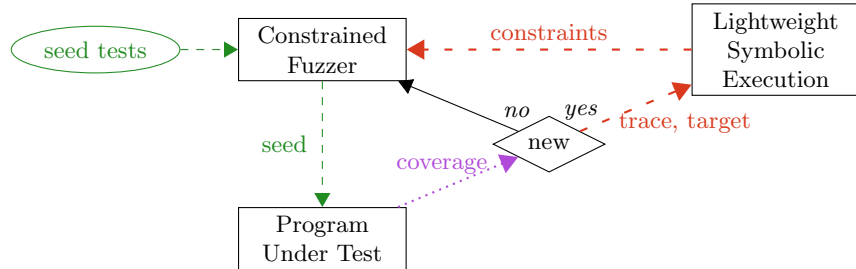 seed tests
Constrained
Fuzzer
constraints
Lightweight
Symbolic
Execution
no
yes
trace, target
new
seed
coverage
Program
Under Test